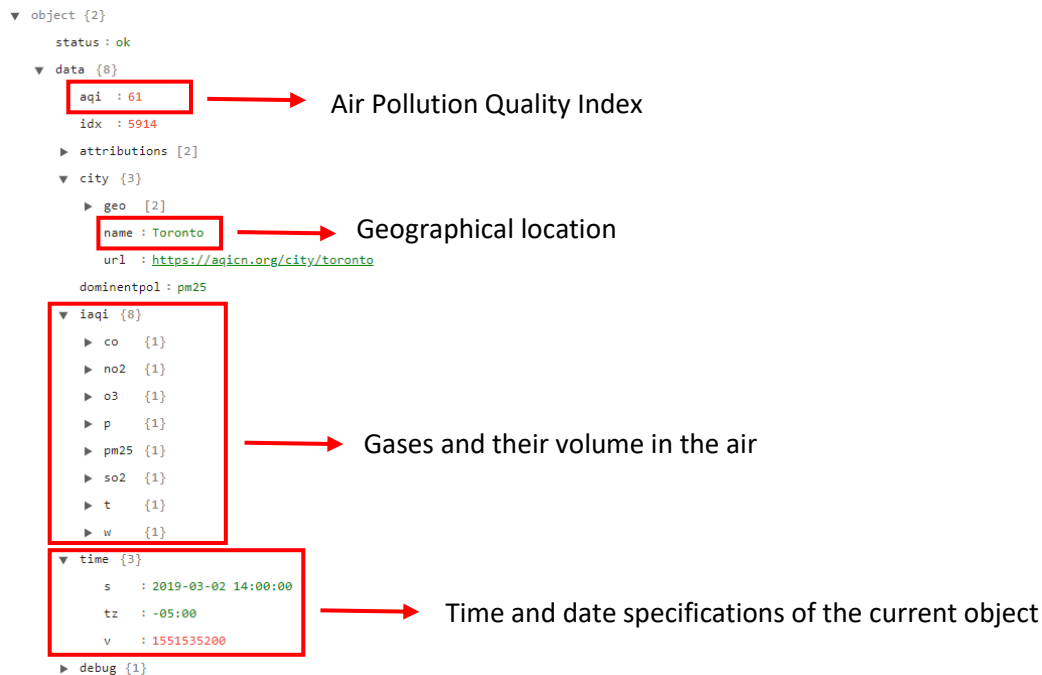 ▼ object {2}
status : ok
▼ data {8}
aqi : 61
Air Pollution Quality Index
idx : 5914
▶ attributions [2]
▼ city {3}
▶ geo [2]
name : Toronto
Geographical location
url : https://aqicn.org/city/toronto
dominentpol : pm25
▼ iaqi {8}
▶ co {1}
▶ no2 {1}
▶ o3 {1}
▶ p {1}
▶ pm25 {1}
Gases and their volume in the air
▶ so2 {1}
▶ t {1}
▶ w {1}
▼ time {3}
s : 2019-03-02 14:00:00
tz : -05:00
Time and date specifications of the current object
v : 1551535200
▶ debug {1}